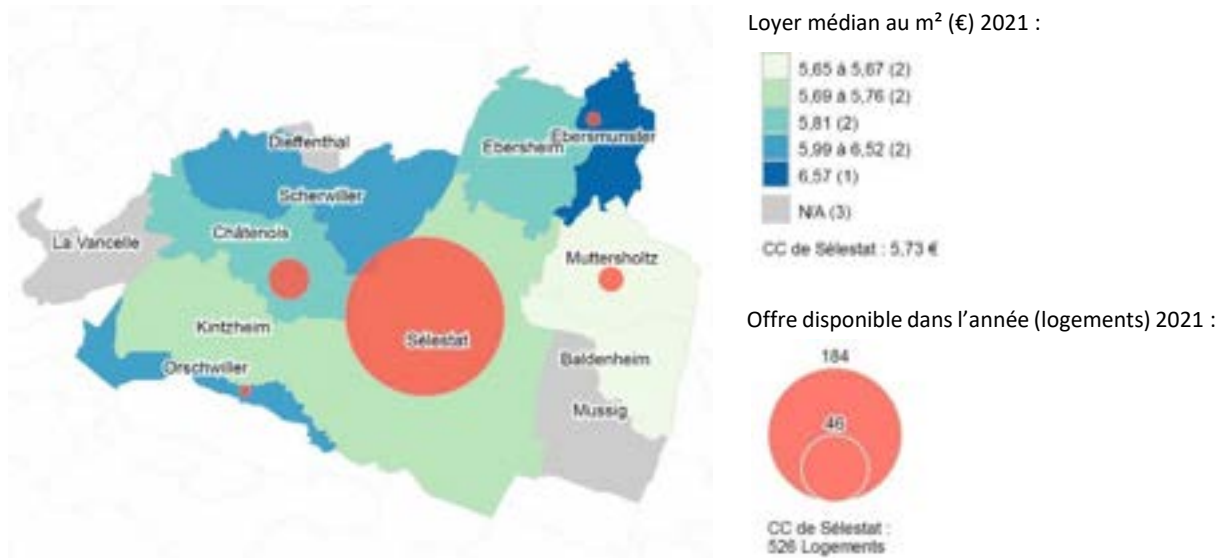 Loyer médian au m² (€) 2021 :
5,65 à 5,67 (2)
5,69 à 5,76 (2)
5,81 (2)
5,99 à 6,52 (2)
6,57 (1)
N/A (3)
CC de Sélestat : 5,73 €
Dieffenthal
Ebersheim
Ebersmunster
Scherwiller
La Vancelle
Châtenois
Muttersholtz
Kintzheim
Sélestat
Orschwiller
Baldenheim
Mussig
Offre disponible dans l’année (logements) 2021 :
184
46
CC de Sélestat :
526 Logements